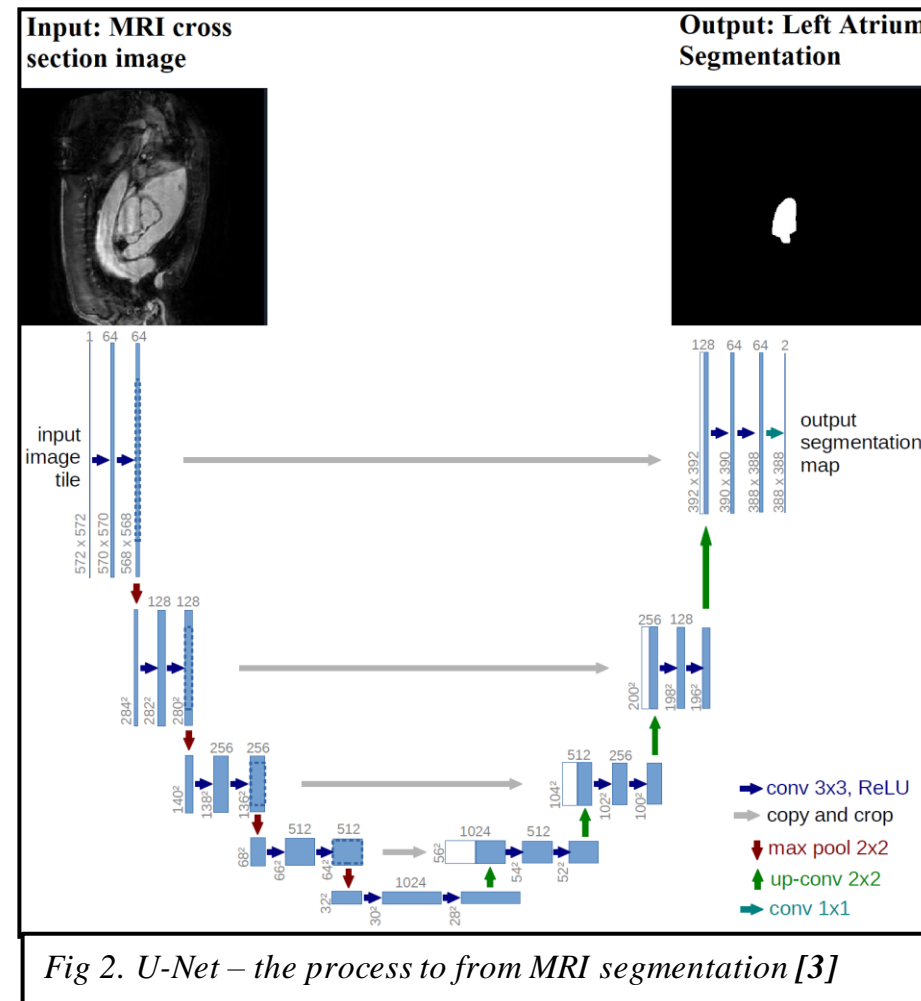 Input: MRI cross
section image
Output: Left Atrium
Segmentation
1 64 64
128 64 64 2
input
image
tile
output
segmentation
map
572 x 572
570 x 570
568 x 568
392 x 392
390 x 390
388 x 388
388 x 388
128 128
256 128
284²
282²
280²
200²
198²
196²
256 256
512 256
140²
138²
136²
104²
102²
100²
512 512
1024 512
68²
66²
64²
56²
54²
52²
1024
32²
30²
28²
conv 3x3, ReLU
copy and crop
max pool 2x2
up-conv 2x2
conv 1x1
Fig 2. U-Net – the process to from MRI segmentation [3]